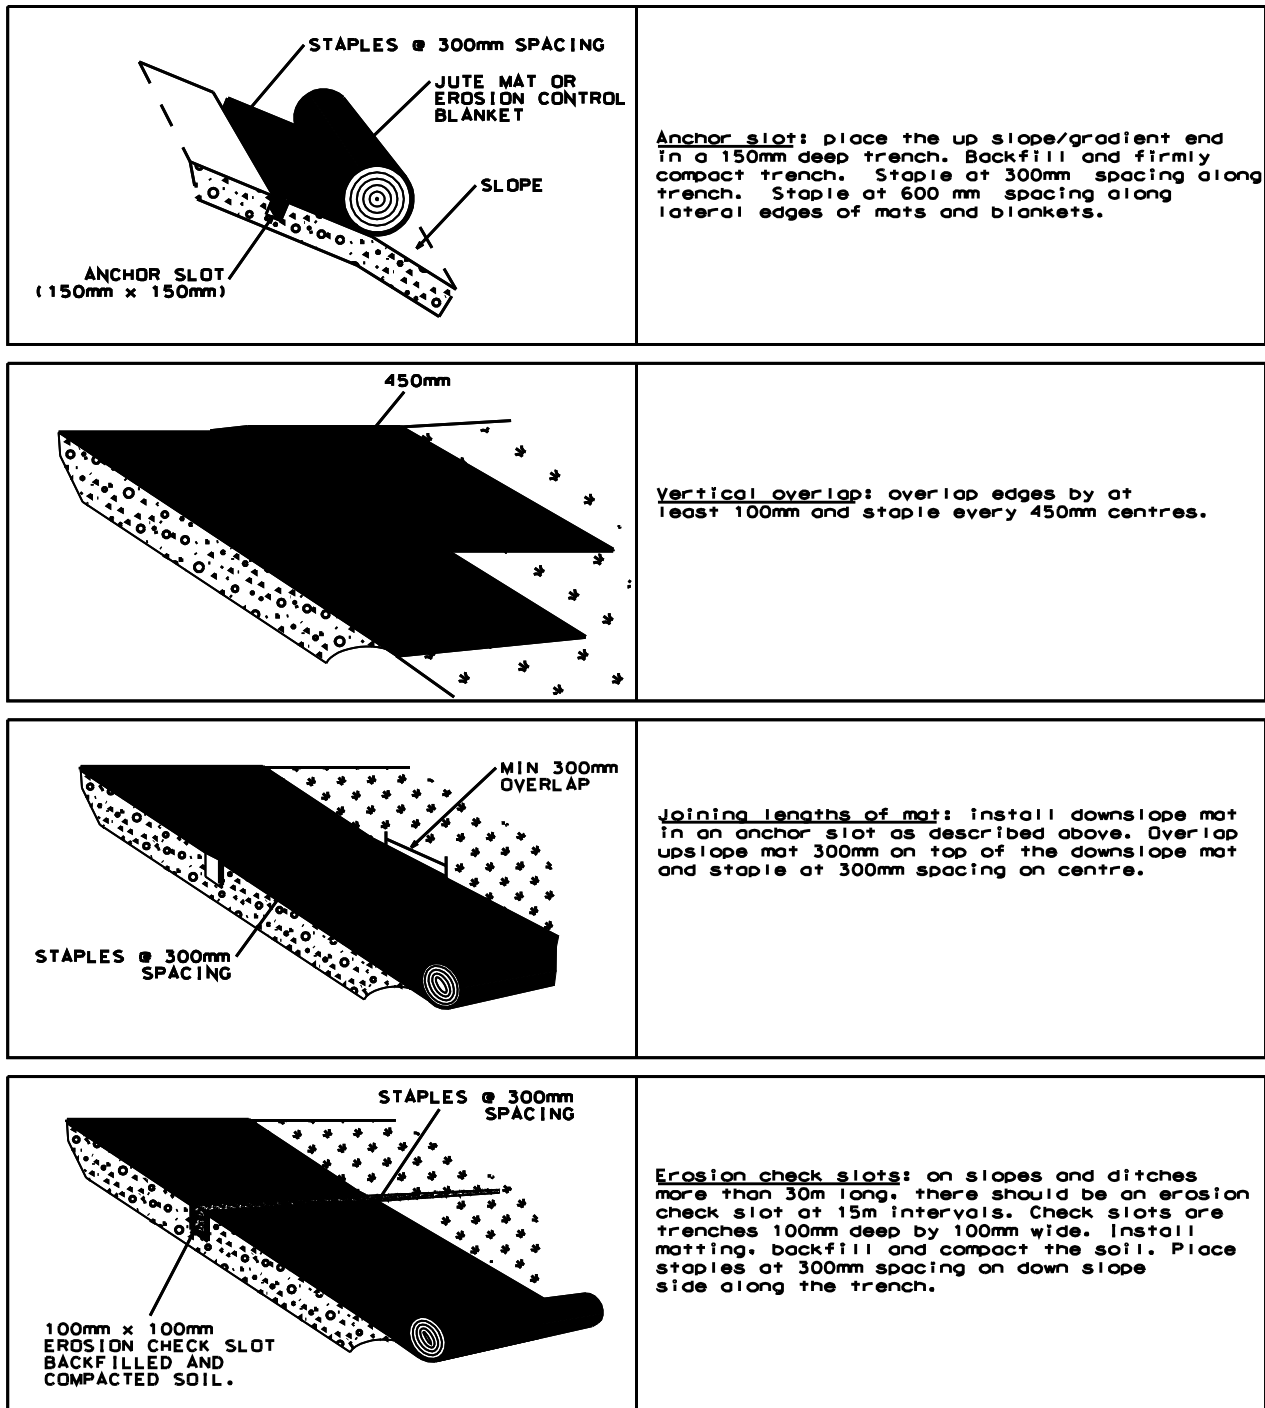 STAPLES @ 300mm SPACING
JUTE MAT OR
EROSION CONTROL
BLANKET
SLOPE
ANCHOR SLOT
(150mm x 150mm)
Anchor slot: place the up slope/gradient end
in a 150mm deep trench. Backfill and firmly
compact trench. Staple at 300mm spacing along
trench. Staple at 600 mm spacing along
lateral edges of mats and blankets.
450mm
Vertical overlap: overlap edges by at
least 100mm and staple every 450mm centres.
MIN 300mm
OVERLAP
STAPLES @ 300mm
SPACING
Joining lengths of mat: install downslope mat
in an anchor slot as described above. Overlap
upslope mat 300mm on top of the downslope mat
and staple at 300mm spacing on centre.
STAPLES @ 300mm
SPACING
100mm x 100mm
EROSION CHECK SLOT
BACKFILLED AND
COMPACTED SOIL.
Erosion check slots: on slopes and ditches
more than 30m long, there should be an erosion
check slot at 15m intervals. Check slots are
trenches 100mm deep by 100mm wide. Install
matting, backfill and compact the soil. Place
staples at 300mm spacing on down slope
side along the trench.